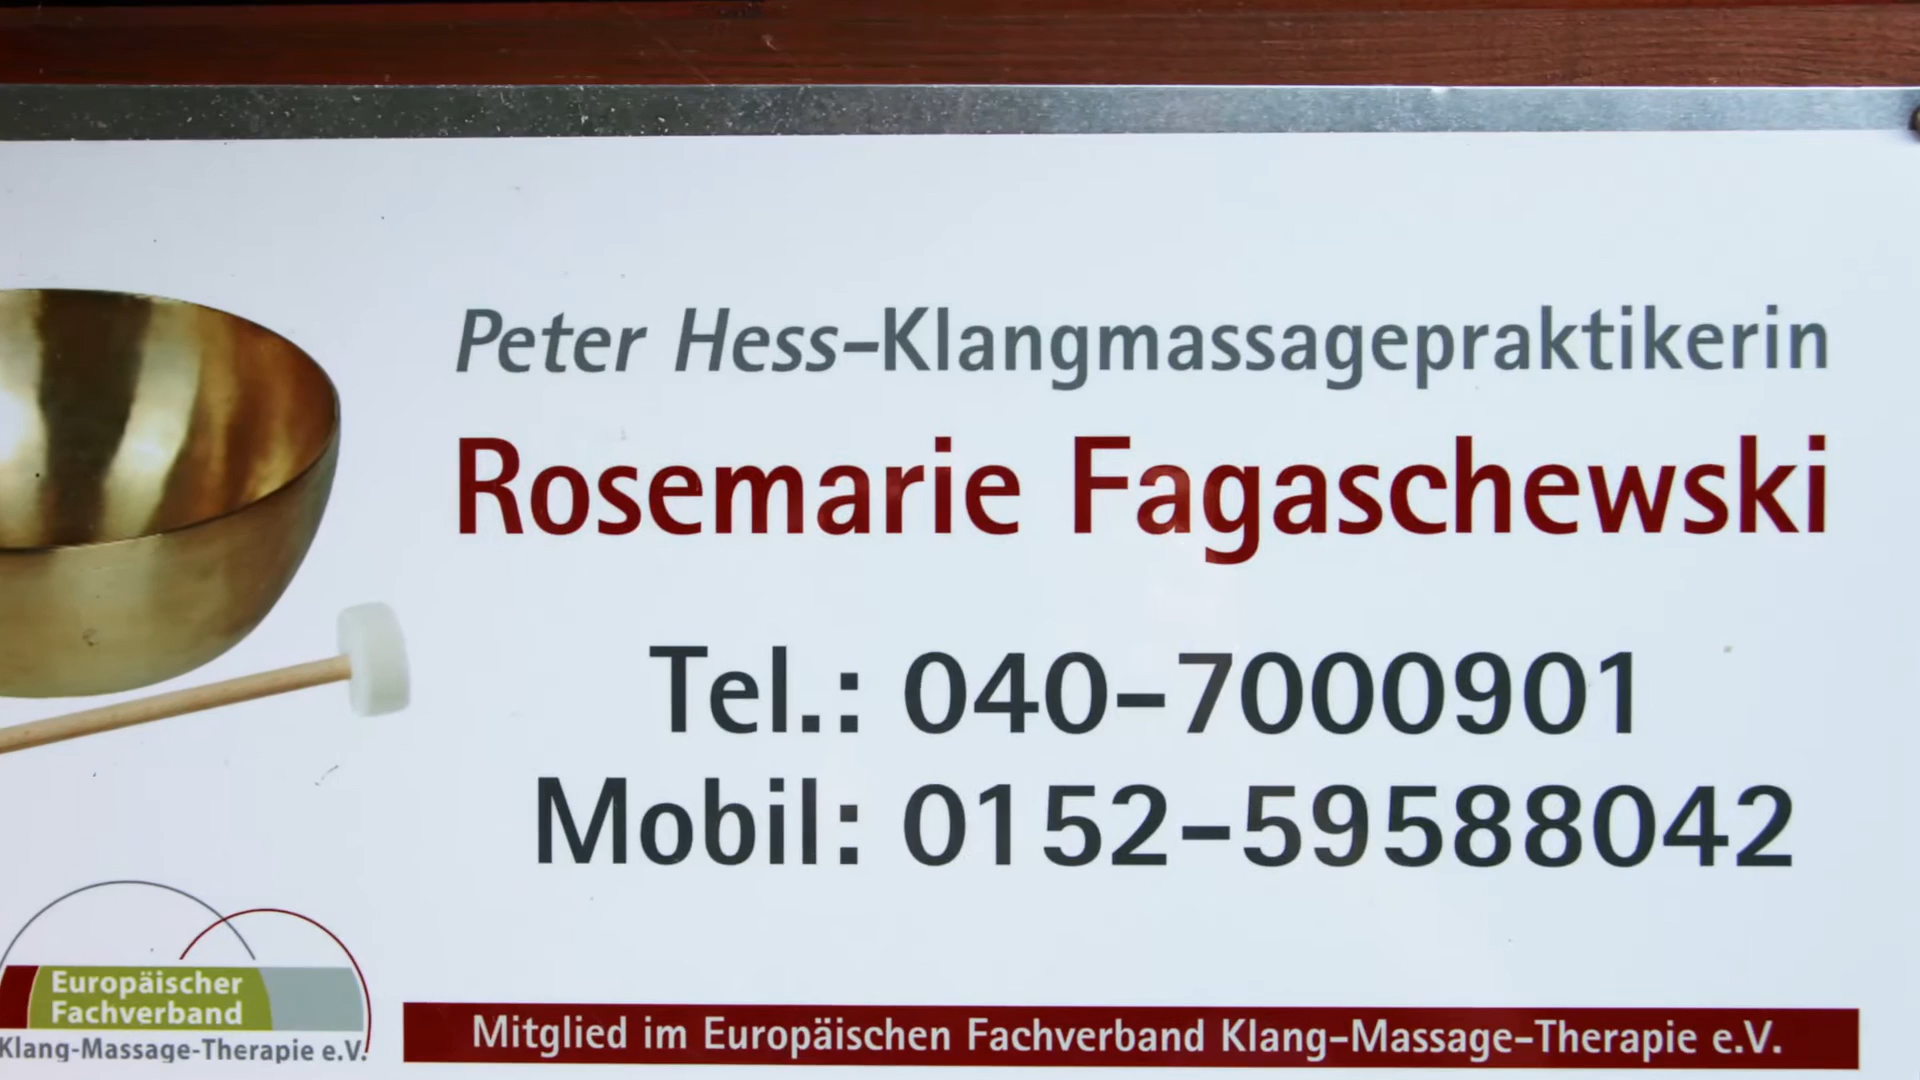 Peter Hess-Klangmassagepraktikerin
Rosemarie Fagaschewski
Tel.: 040-7000901
Mobil: 0152-59588042
Europäischer
Fachverband
Klang-Massage-Therapie e.V.
Mitglied im Europäischen Fachverband Klang-Massage-Therapie e.V.